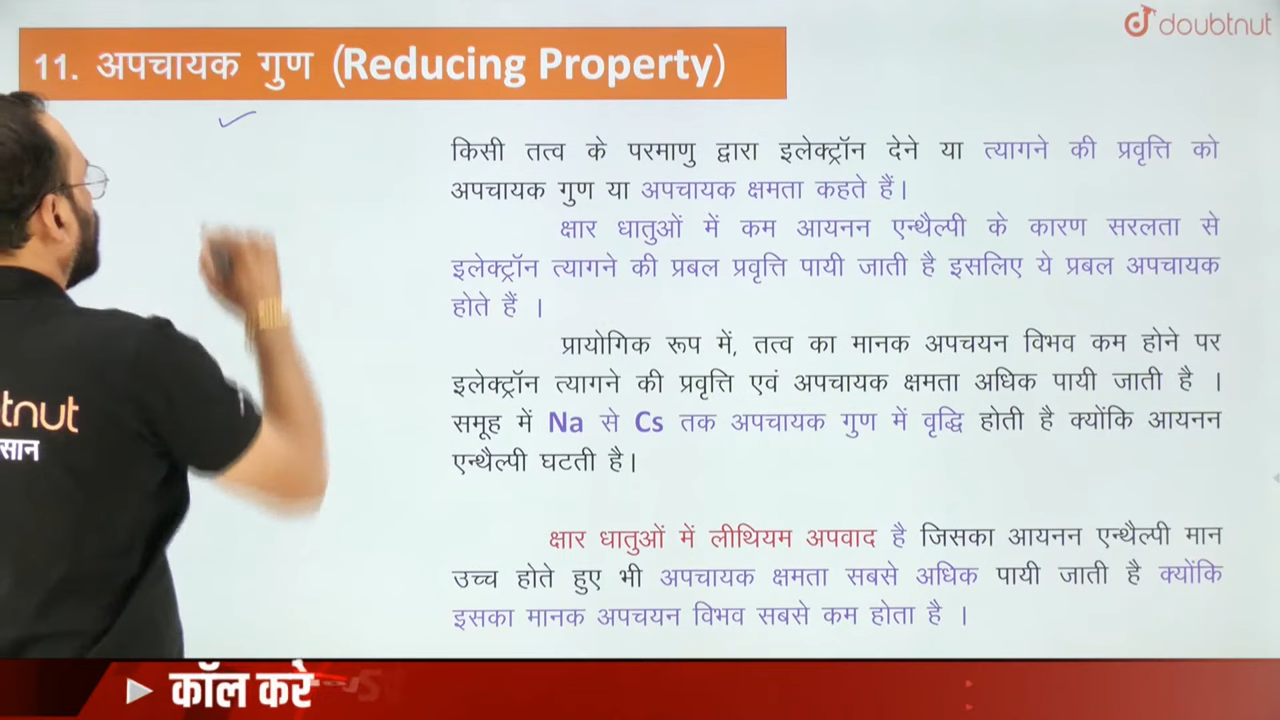 doubtnut
11. अपचायक गुण (Reducing Property)
किसी तत्व के परमाणु द्वारा इलेक्ट्रॉन देने या त्यागने की प्रवृत्ति को
अपचायक गुण या अपचायक क्षमता कहते हैं।
क्षार धातुओं में कम आयनन एन्थैल्पी के कारण सरलता से
इलेक्ट्रॉन त्यागने की प्रबल प्रवृत्ति पायी जाती है इसलिए ये प्रबल अपचायक
होते हैं ।
प्रायोगिक रूप में, तत्व का मानक अपचयन विभव कम होने पर
इलेक्ट्रॉन त्यागने की प्रवृत्ति एवं अपचायक क्षमता अधिक पायी जाती है ।
समूह में Na से Cs तक अपचायक गुण में वृद्धि होती है क्योंकि आयनन
एन्थैल्पी घटती है।
क्षार धातुओं में लीथियम अपवाद है जिसका आयनन एन्थैल्पी मान
उच्च होते हुए भी अपचायक क्षमता सबसे अधिक पायी जाती है क्योंकि
इसका मानक अपचयन विभव सबसे कम होता है ।
tnut
सान
कॉल करे